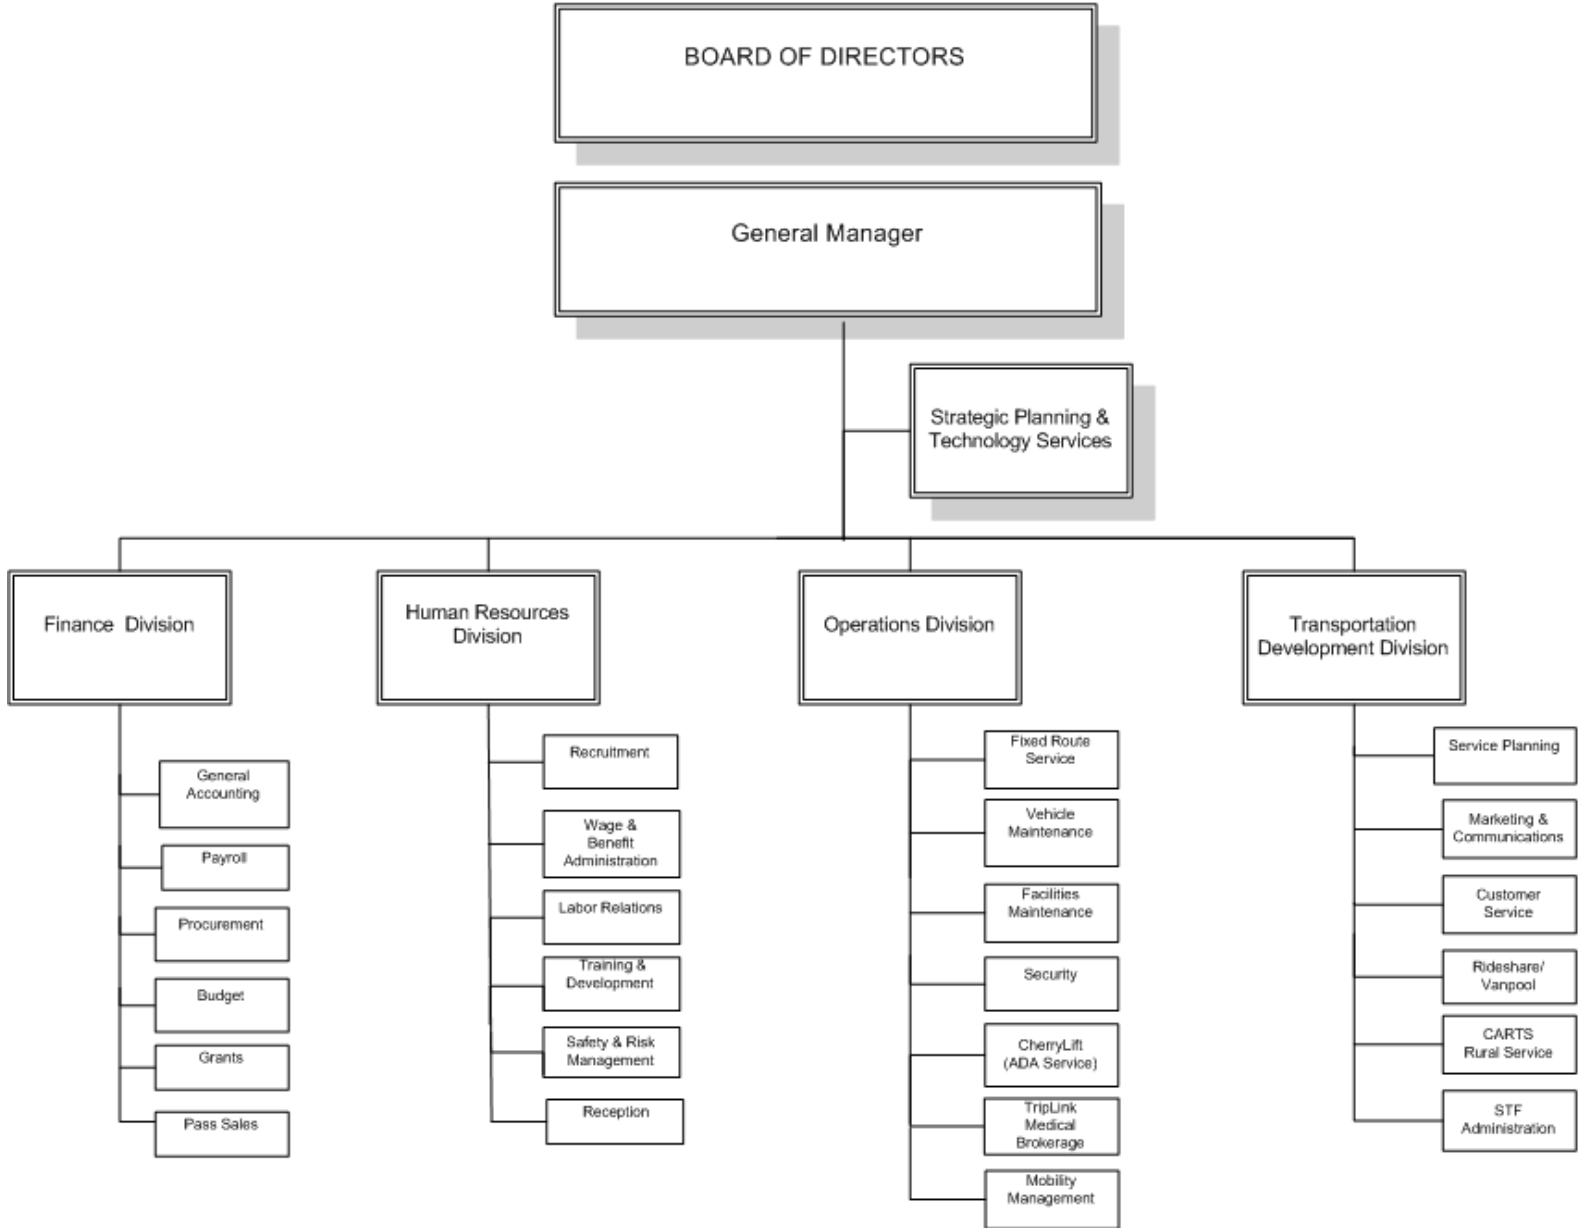 BOARD OF DIRECTORS
General Manager
Strategic Planning &
Technology Services
Finance Division
Human Resources
Division
Operations Division
Transportation
Development Division
General
Accounting
Payroll
Procurement
Budget
Grants
Pass Sales
Recruitment
Wage &
Benefit
Administration
Labor Relations
Training &
Development
Safety & Risk
Management
Reception
Fixed Route
Service
Vehicle
Maintenance
Facilities
Maintenance
Security
CherryLift
(ADA Service)
TripLink
Medical
Brokerage
Mobility
Management
Service Planning
Marketing &
Communications
Customer
Service
Rideshare/
Vanpool
CARTS
Rural Service
STF
Administration